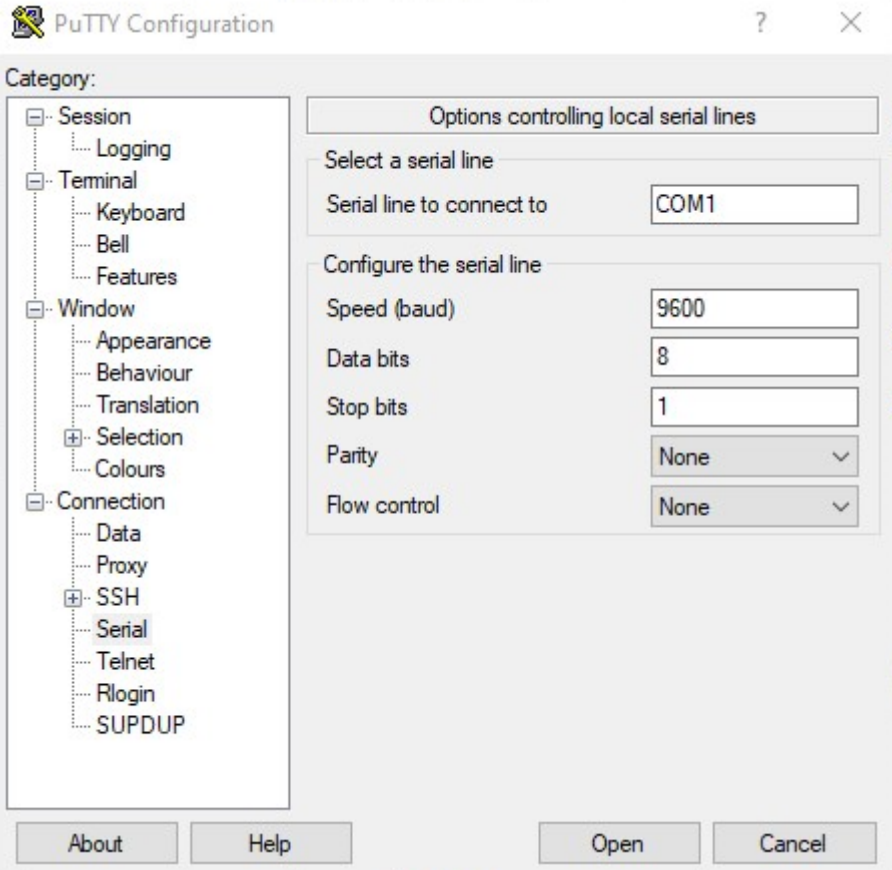 PuTTY Configuration
?
Category:
Session
Logging
Terminal
Keyboard
Bell
Features
Window
Appearance
Behaviour
Translation
Selection
Colours
Connection
Data
Proxy
SSH
Serial
Telnet
Rlogin
SUPDUP
Options controlling local serial lines
Select a serial line
Serial line to connect to COM1
Configure the serial line
Speed (baud) 9600
Data bits 8
Stop bits 1
Parity None
Flow control None
About Help Open Cancel